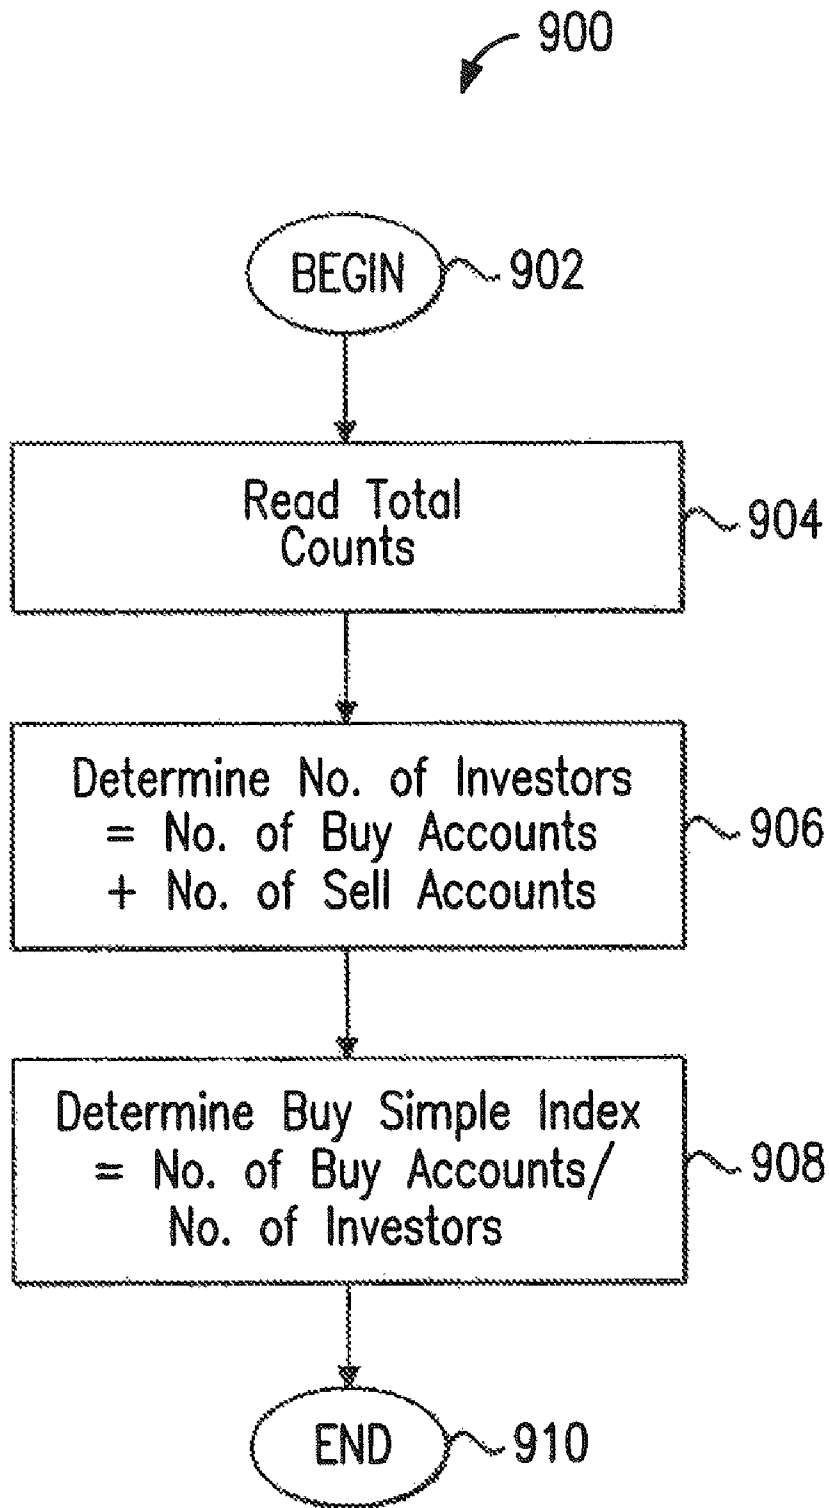 900
BEGIN
902
Read Total
Counts
904
Determine No. of Investors
= No. of Buy Accounts
+ No. of Sell Accounts
906
Determine Buy Simple Index
= No. of Buy Accounts/
No. of Investors
908
END
910